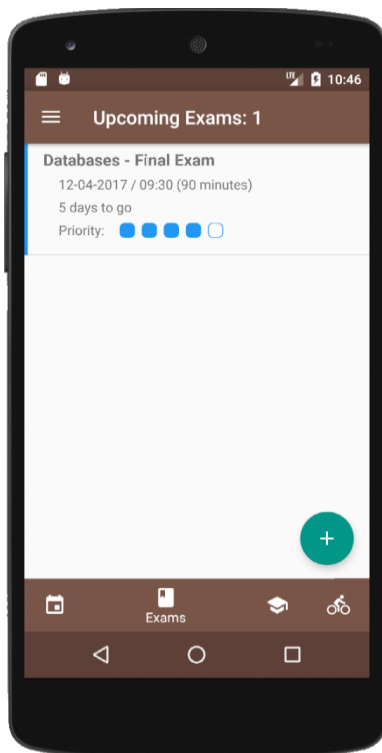 LTE 10:46
Upcoming Exams: 1
Databases - Final Exam
12-04-2017 / 09:30 (90 minutes)
5 days to go
Priority:
+
Exams